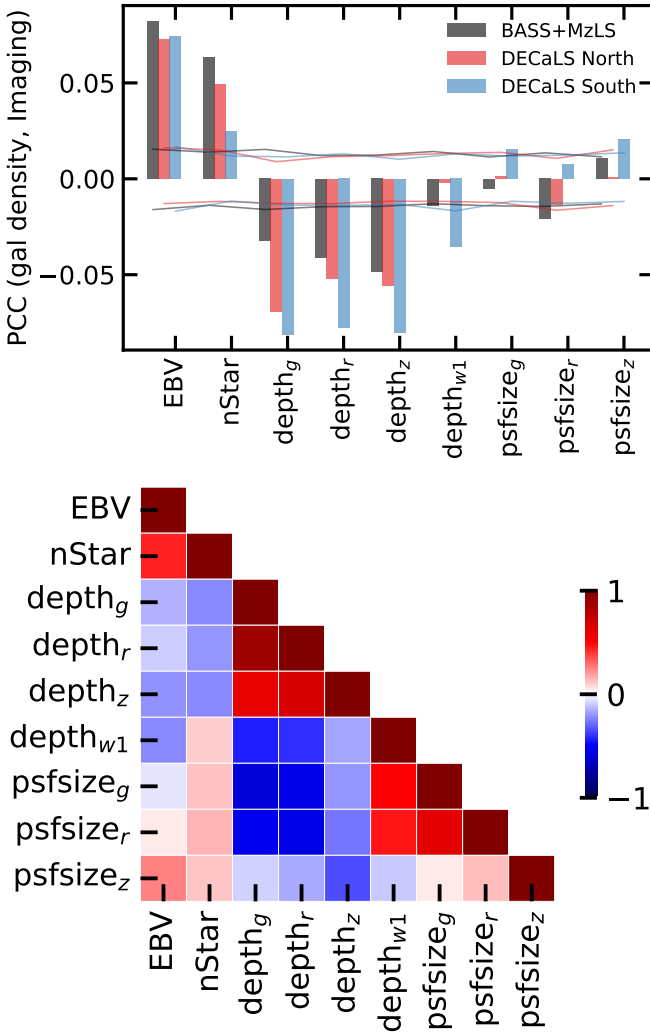 PCC (gal density, Imaging)
0.05
0.00
−0.05
BASS+MzLS
DECaLS North
DECaLS South
EBV
nStar
depth_g
depth_r
depth_z
depth_w1
psfsize_g
psfsize_r
psfsize_z
EBV
nStar
depth_g
depth_r
depth_z
depth_w1
psfsize_g
psfsize_r
psfsize_z
1
0
−1
EBV
nStar
depth_g
depth_r
depth_z
depth_w1
psfsize_g
psfsize_r
psfsize_z